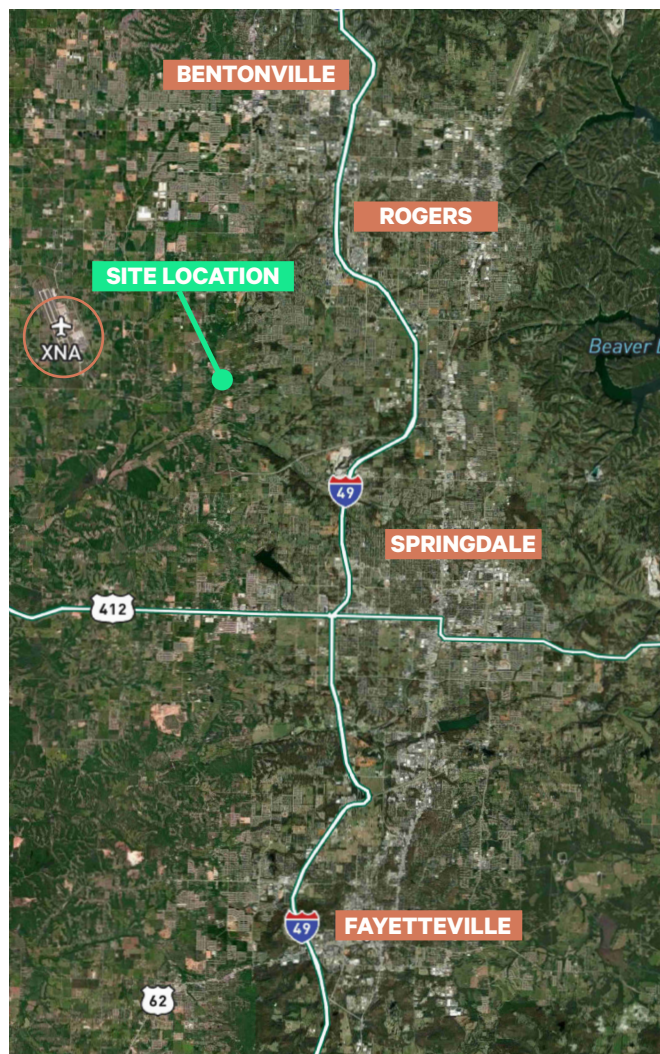 BENTONVILLE
ROGERS
SITE LOCATION
XNA
Beaver
49
SPRINGDALE
412
49
FAYETTEVILLE
62